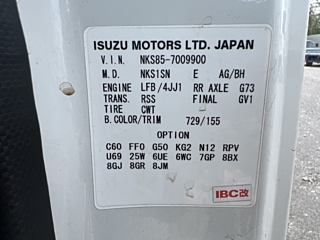 ISUZU MOTORS LTD. JAPAN
V.I.N. NKS85-7009900
M.D. NKS1SN E AG/BH
ENGINE LFB /4JJ1 RR AXLE G73
TRANS. RSS FINAL GV1
TIRE CWT
B.COLOR/TRIM 729/155
OPTION
C60 FF0 G50 KG2 N12 RPV
U69 25W 6UE 6WC 7GP 8BX
8GJ 8GR 8JM
IBC改